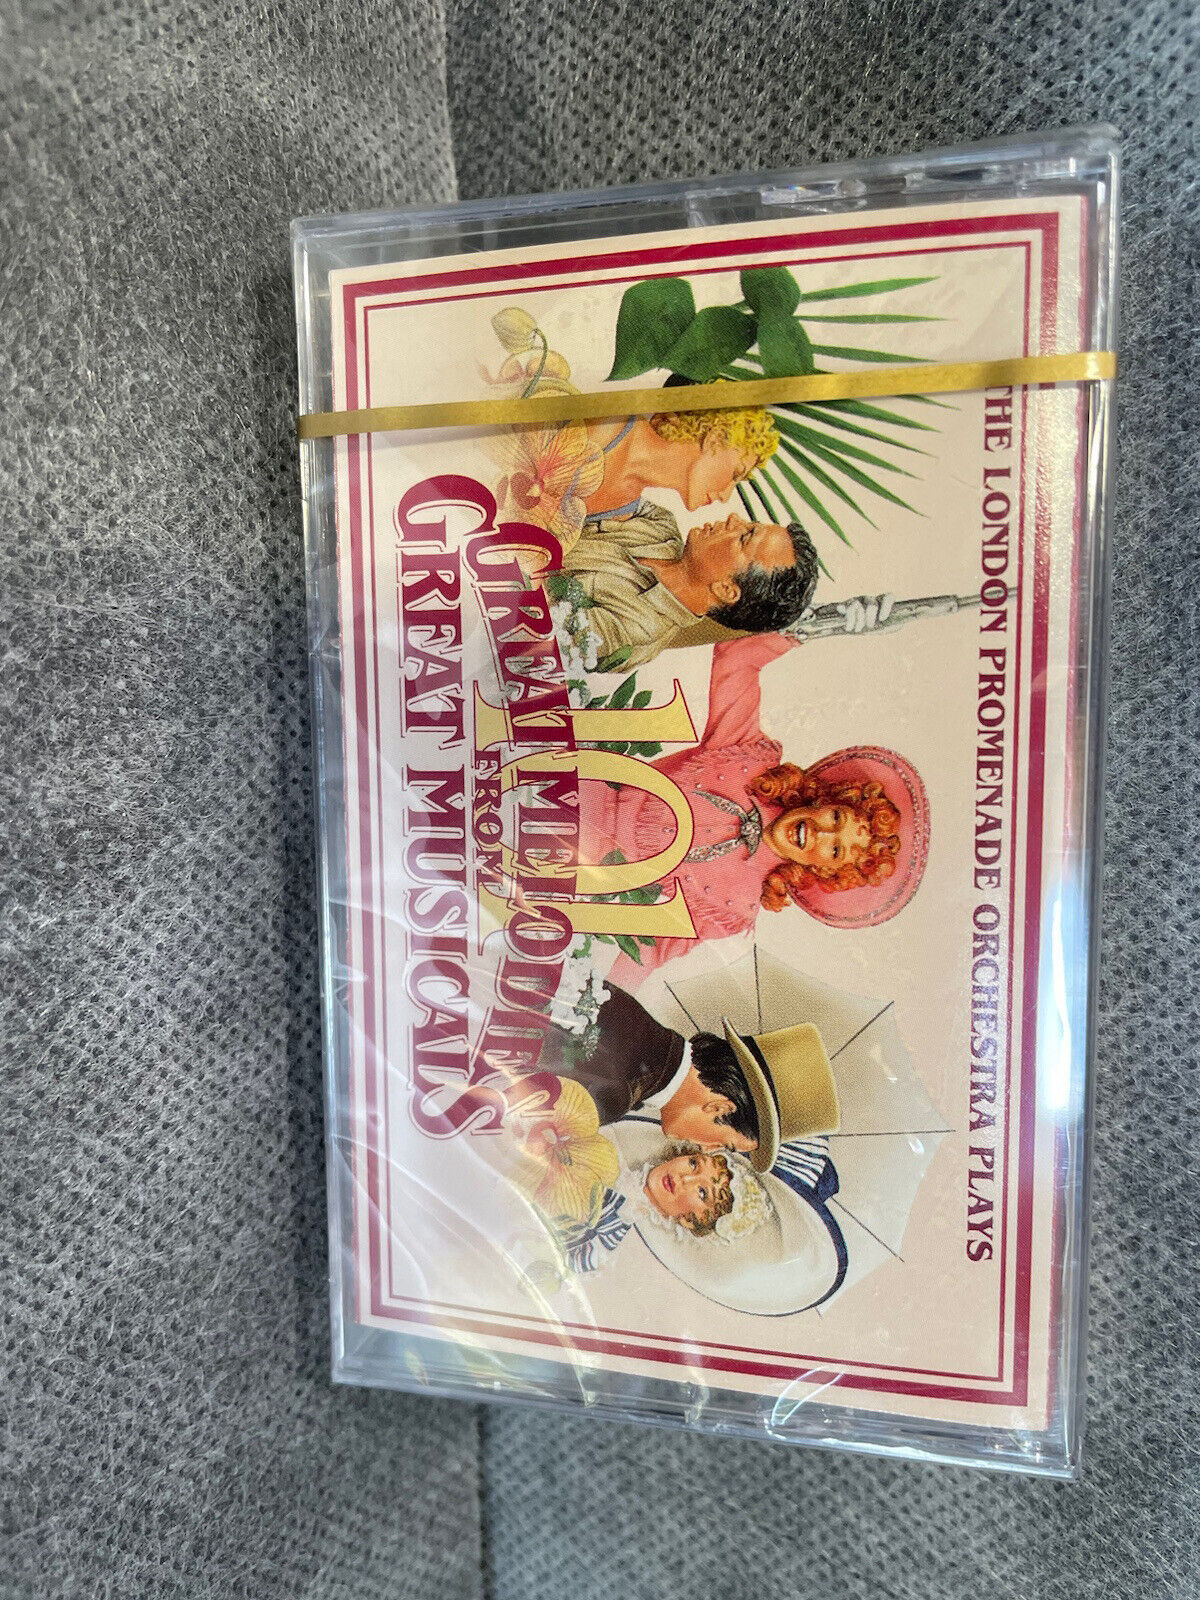 THE LONDON PROMENADE ORCHESTRA PLAYS
101
GREAT MELODIES
FROM
GREAT MUSICALS